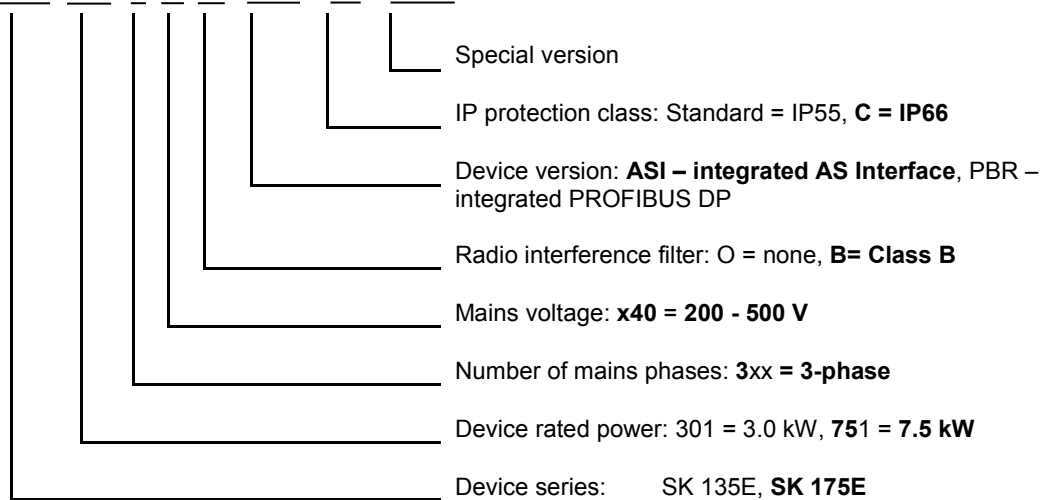 Special version
IP protection class: Standard = IP55, C = IP66
Device version: ASI – integrated AS Interface, PBR –
integrated PROFIBUS DP
Radio interference filter: O = none, B= Class B
Mains voltage: x40 = 200 - 500 V
Number of mains phases: 3xx = 3-phase
Device rated power: 301 = 3.0 kW, 751 = 7.5 kW
Device series: SK 135E, SK 175E